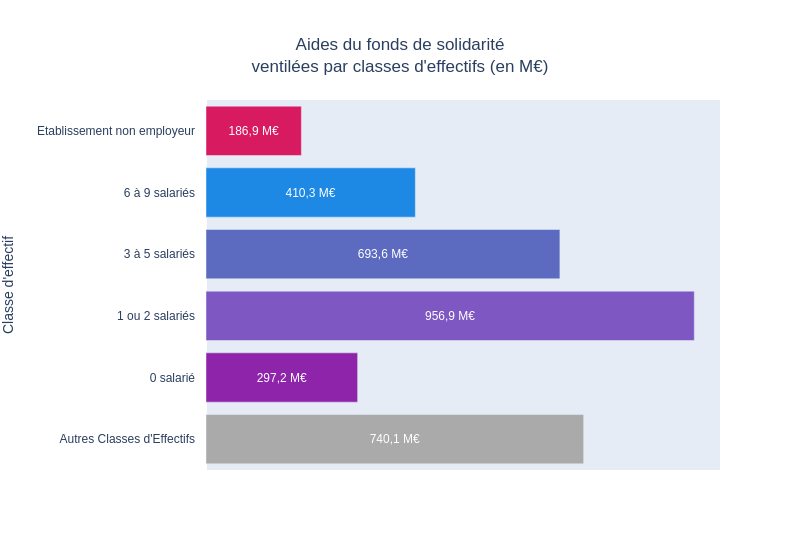 Aides du fonds de solidarité
ventilées par classes d'effectifs (en M€)
Classe d'effectif
Etablissement non employeur
186,9 M€
6 à 9 salariés
410,3 M€
3 à 5 salariés
693,6 M€
1 ou 2 salariés
956,9 M€
0 salarié
297,2 M€
Autres Classes d'Effectifs
740,1 M€